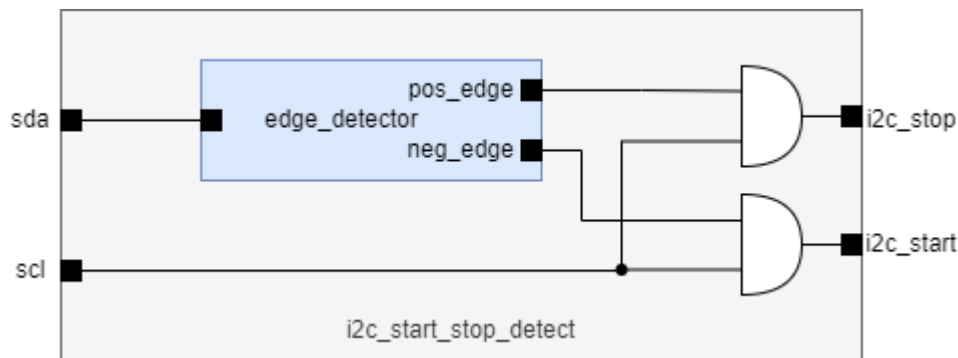 pos_edge
sda
edge_detector
i2c_stop
neg_edge
i2c_start
scl
i2c_start_stop_detect